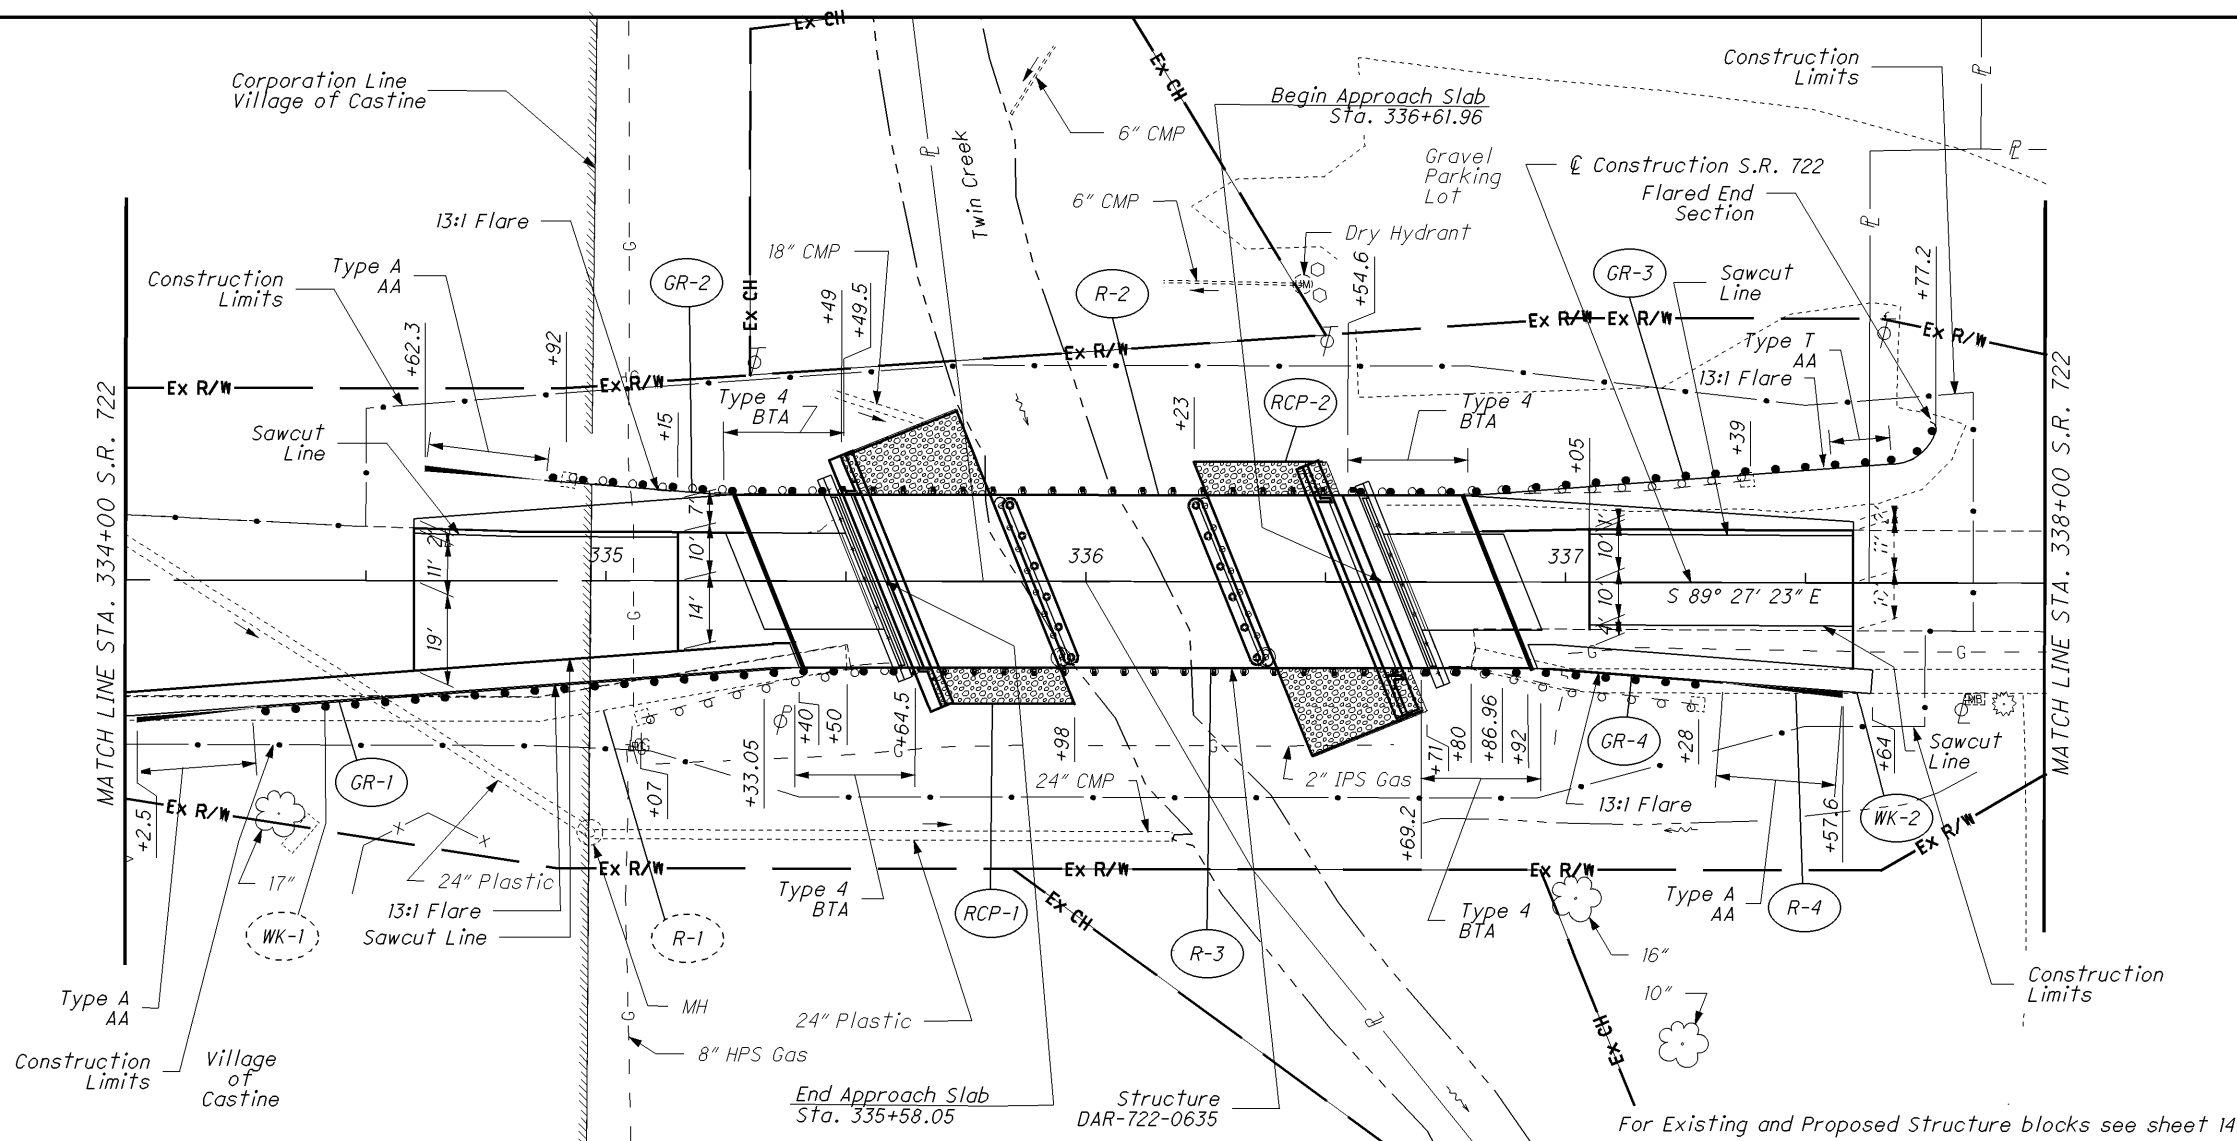 Ex CH
Corporation Line
Village of Castine
Construction
Limits
Ex CH
Begin Approach Slab
Sta. 336+61.96
6" CMP
Twin Creek
Gravel
Parking
Lot
℄ Construction S.R. 722
Flared End
Section
6" CMP
Dry Hydrant
13:1 Flare
18" CMP
Type A
AA
Construction
Limits
GR-2
R-2
GR-3
Sawcut
Line
+54.6
+77.2
+49
+49.5
Ex CH
+62.3
+92
Ex R/W
Ex R/W
Ex R/W
Ex R/W
Ex R/W
Ex R/W
Type T
AA
13:1 Flare
Type 4
BTA
RCP-2
Type 4
BTA
+15
+23
+05
+39
Sawcut
Line
MATCH LINE STA. 334+00 S.R. 722
MATCH LINE STA. 338+00 S.R. 722
7'
10'
14'
2'
11'
19'
335
336
337
1'
10'
10'
4'
S 89° 27' 23" E
G
G
G
G
G
G
+40
+50
+64.5
+33.05
+07
+98
+71
+80
+86.96
+92
+28
+64
GR-1
GR-4
Sawcut
Line
24" CMP
2" IPS Gas
13:1 Flare
+2.5
+69.2
+57.6
WK-2
Ex R/W
Ex R/W
Ex R/W
Ex R/W
Ex R/W
17"
24" Plastic
13:1 Flare
Sawcut Line
WK-1
R-1
Type 4
BTA
RCP-1
Ex CH
R-3
Type 4
BTA
Type A
AA
R-4
16"
10"
Construction
Limits
Type A
AA
MH
24" Plastic
8" HPS Gas
Ex CH
Construction
Limits
Village
of
Castine
End Approach Slab
Sta. 335+58.05
Structure
DAR-722-0635
For Existing and Proposed Structure blocks see sheet 14